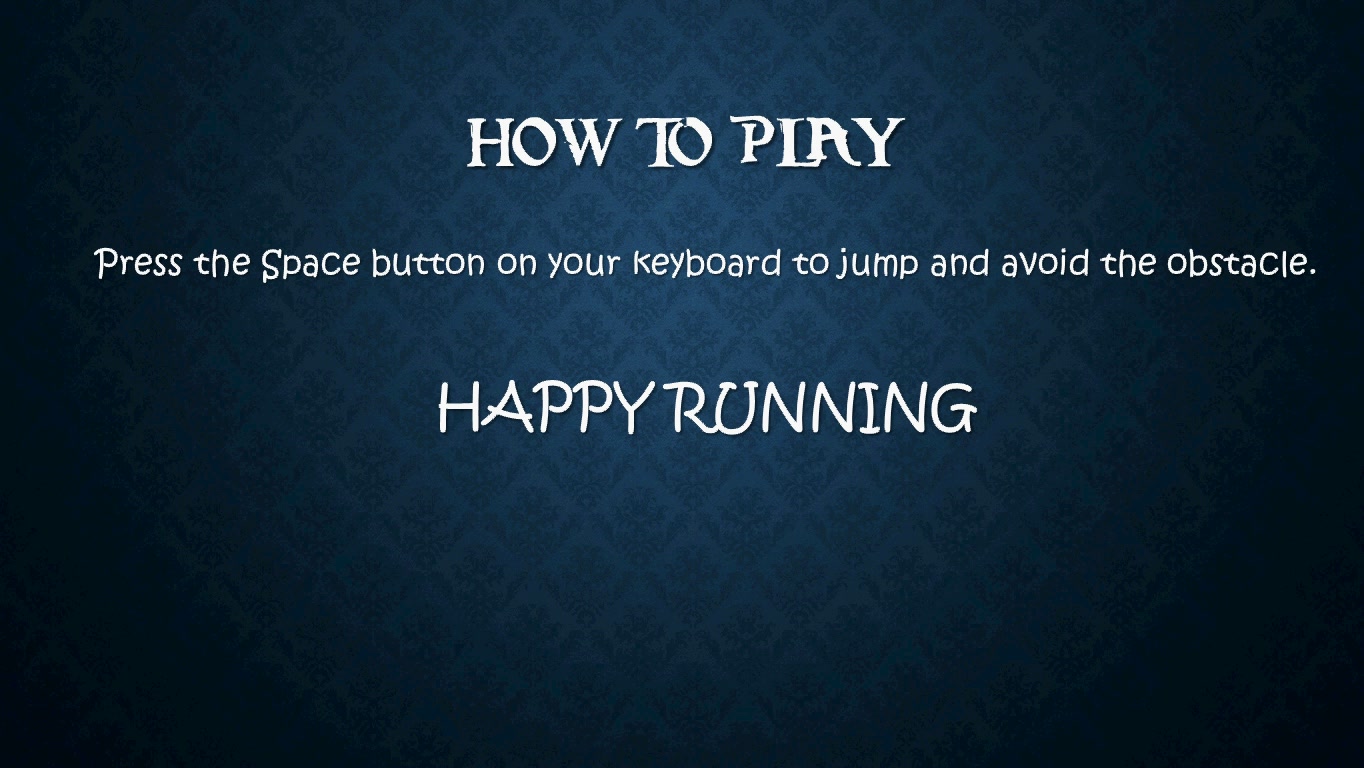 HOW TO PLAY
Press the Space button on your keyboard to jump and avoid the obstacle.
HAPPY RUNNING